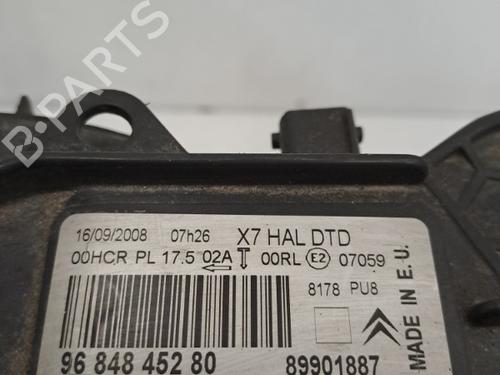 B-PARTS
16/09/2008 07h26 X7 HAL DTD
00HCR PL 17.5 02A 00RL E2 07059
8178 PU8
96 848 452 80 89901887
MADE IN E.U.